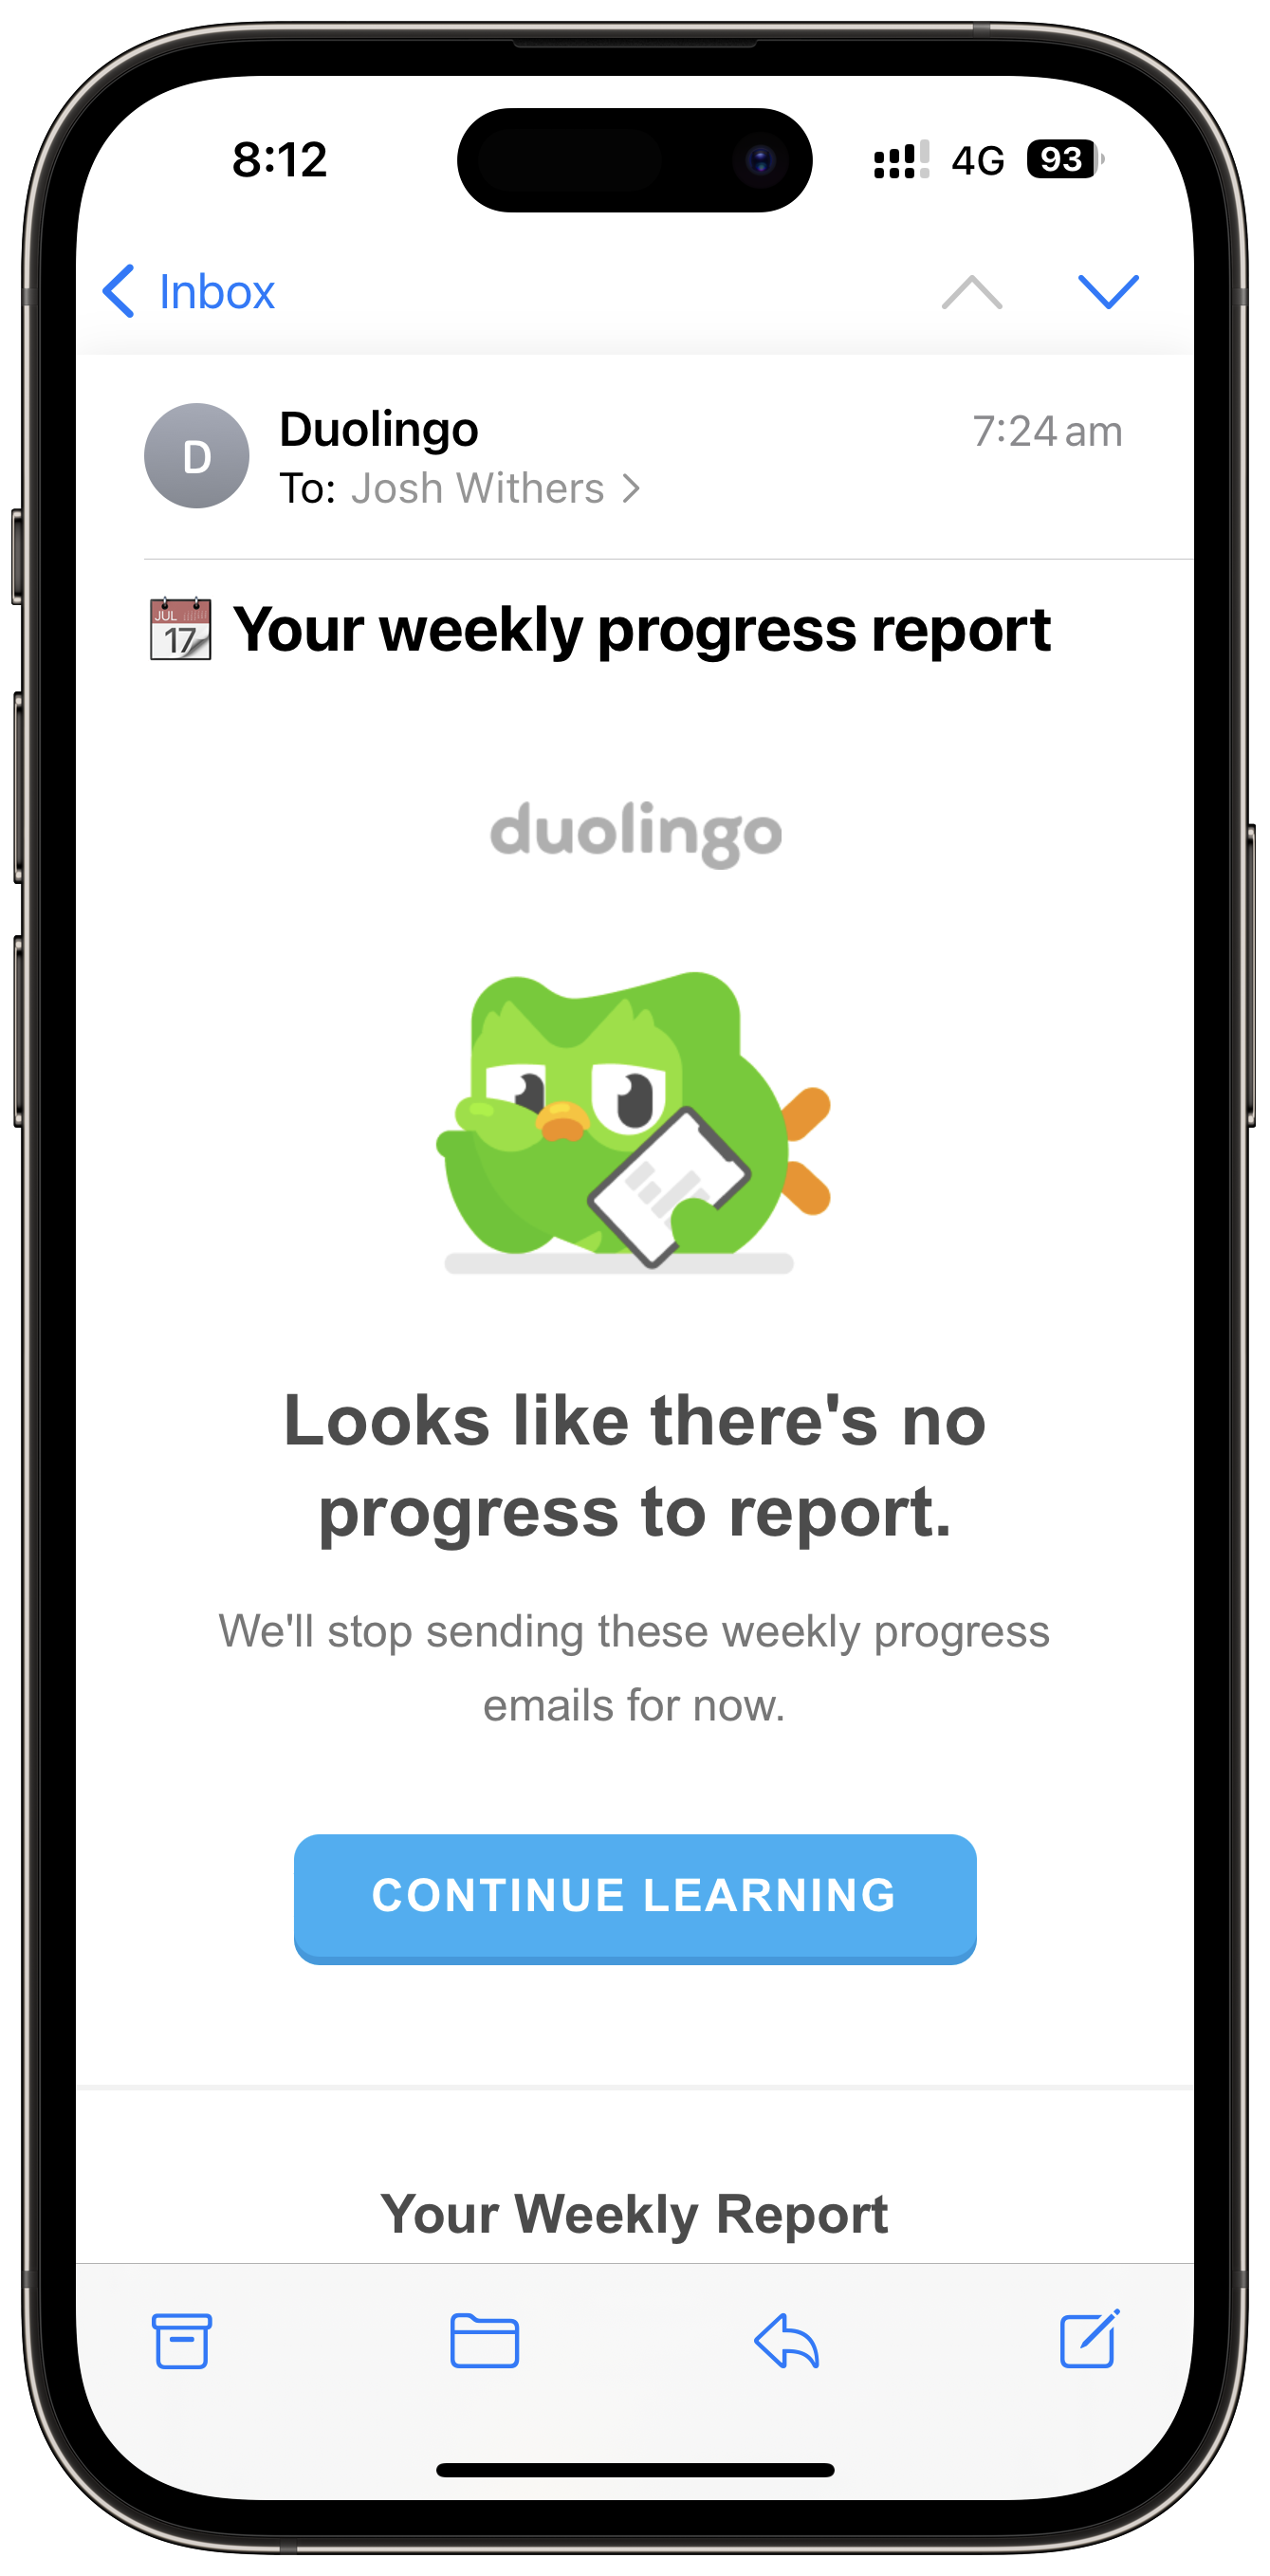 8:12
4G 93
Inbox
D
Duolingo
7:24 am
To: Josh Withers
JUL
17
Your weekly progress report
duolingo
Looks like there's no
progress to report.
We'll stop sending these weekly progress
emails for now.
CONTINUE LEARNING
Your Weekly Report